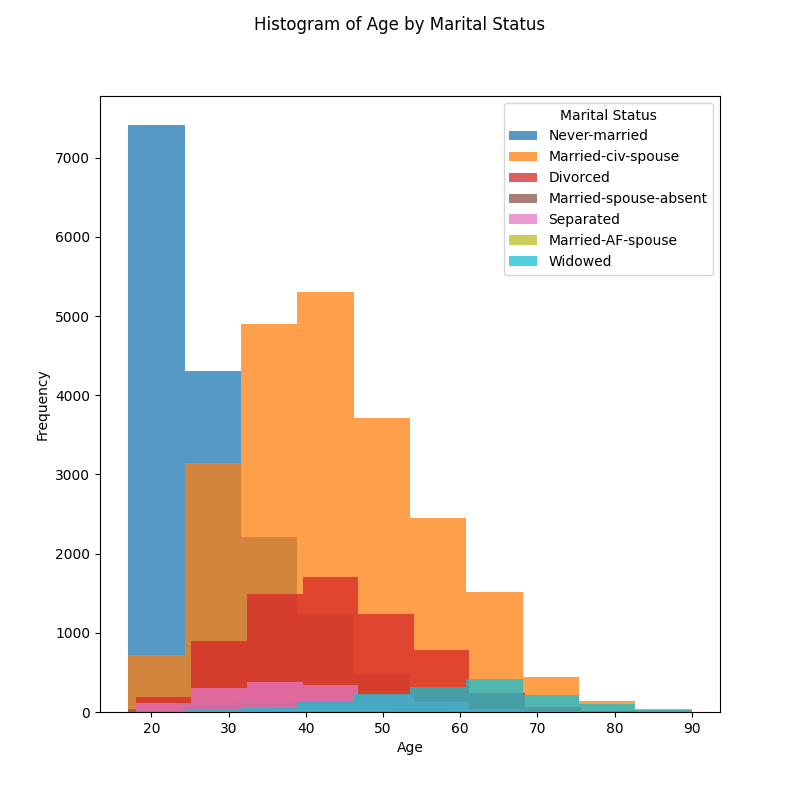 Histogram of Age by Marital Status
Marital Status
Never-married
Married-civ-spouse
Divorced
Married-spouse-absent
Separated
Married-AF-spouse
Widowed
Frequency
7000
6000
5000
4000
3000
2000
1000
0
20 30 40 50 60 70 80 90
Age